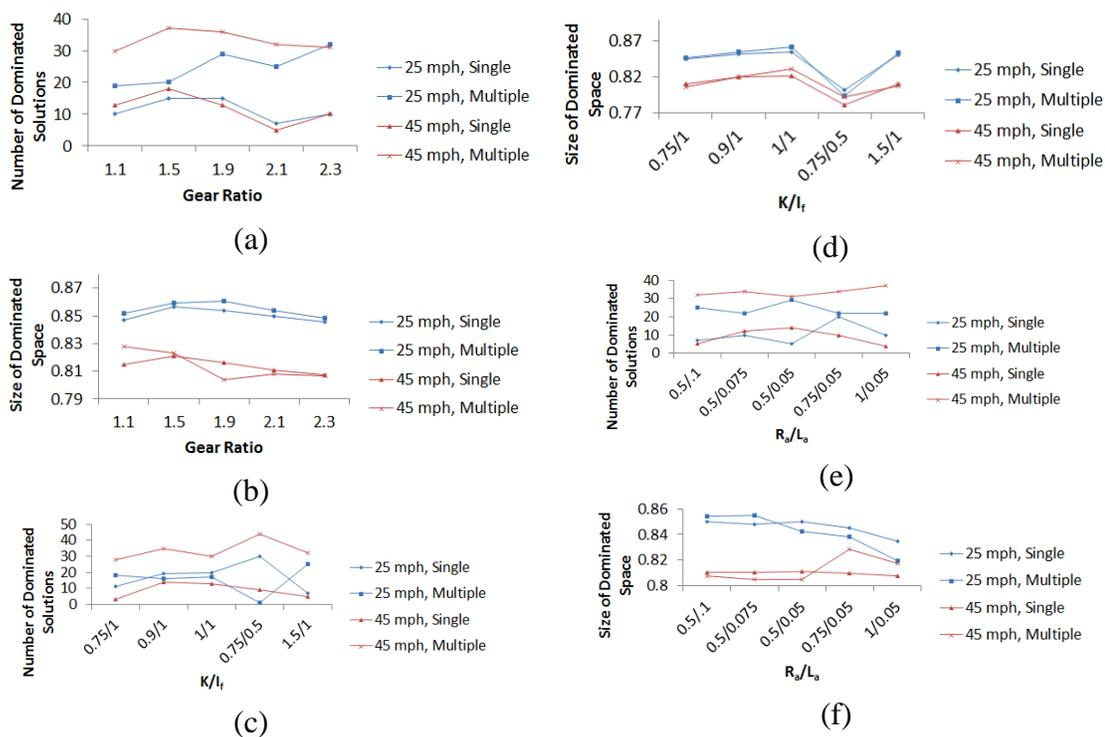 40
30
20
10
0
Number of Dominated
Solutions
1.1 1.5 1.9 2.1 2.3
Gear Ratio
25 mph, Single
25 mph, Multiple
45 mph, Single
45 mph, Multiple
(a)
0.87
0.85
0.83
0.81
0.79
Size of Dominated
Space
1.1 1.5 1.9 2.1 2.3
Gear Ratio
25 mph, Single
25 mph, Multiple
45 mph, Single
45 mph, Multiple
(b)
50
40
30
20
10
0
Number of Dominated
Solutions
0.75/1 0.9/1 1/1 0.75/0.5 1.5/1
K/If
25 mph, Single
25 mph, Multiple
45 mph, Single
45 mph, Multiple
(c)
0.87
0.82
0.77
Size of Dominated
Space
0.75/1 0.9/1 1/1 0.75/0.5 1.5/1
K/If
25 mph, Single
25 mph, Multiple
45 mph, Single
45 mph, Multiple
(d)
40
30
20
10
0
Number of Dominated
Solutions
0.5/.1 0.5/0.075 0.5/0.05 0.75/0.05 1/0.05
Ra/La
25 mph, Single
25 mph, Multiple
45 mph, Single
45 mph, Multiple
(e)
0.86
0.84
0.82
0.8
Size of Dominated
Space
0.5/.1 0.5/0.075 0.5/0.05 0.75/0.05 1/0.05
Ra/La
25 mph, Single
25 mph, Multiple
45 mph, Single
45 mph, Multiple
(f)